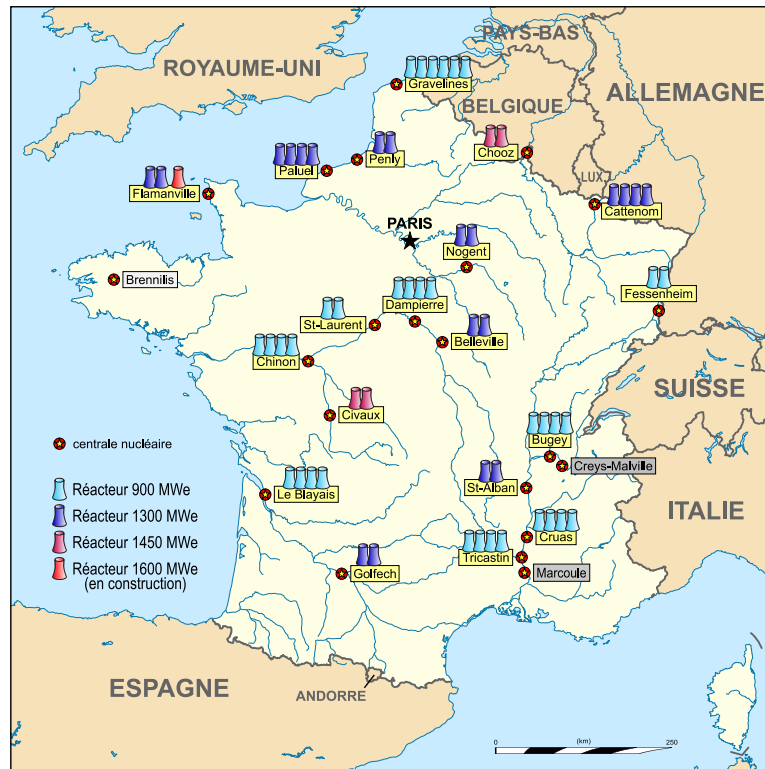 PAYS-BAS
ROYAUME-UNI
Gravelines
ALLEMAGNE
BELGIQUE
Penly
Chooz
Paluel
LUX.
Flamanville
Cattenom
PARIS
Nogent
Brennilis
Fessenheim
Dampierre
St-Laurent
Belleville
Chinon
SUISSE
Civaux
Bugey
centrale nucléaire
Creys-Malville
Réacteur 900 MWe
St-Alban
Le Blayais
ITALIE
Réacteur 1300 MWe
Cruas
Réacteur 1450 MWe
Tricastin
Réacteur 1600 MWe
(en construction)
Golfech
Marcoule
ESPAGNE
ANDORRE
0 (km) 250